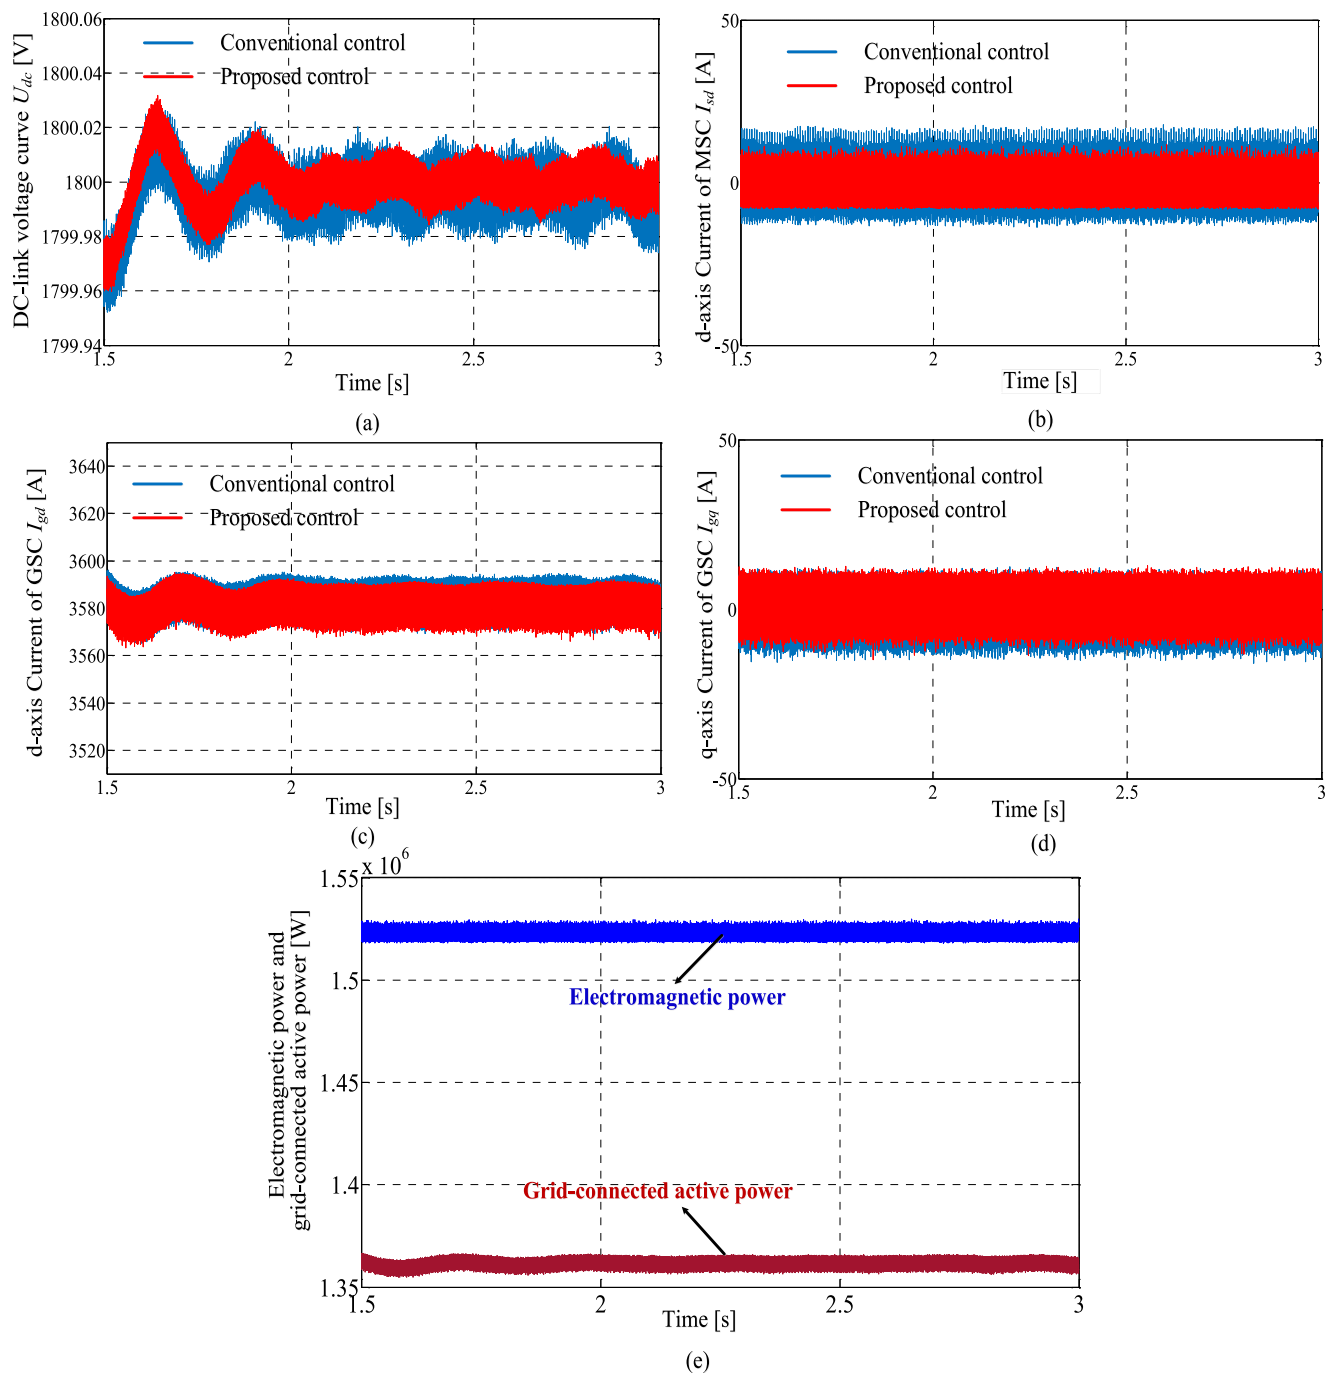 DC-link voltage curve U_dc [V]
1800.06
1800.04
1800.02
1800
1799.98
1799.96
1799.94
Conventional control
Proposed control
1.5
2
2.5
3
Time [s]
(a)
d-axis Current of MSC I_sd [A]
50
0
-50
Conventional control
Proposed control
1.5
2
2.5
3
Time [s]
(b)
d-axis Current of GSC I_gd [A]
3640
3620
3600
3580
3560
3540
3520
Conventional control
Proposed control
1.5
2
2.5
3
Time [s]
(c)
q-axis Current of GSC I_gq [A]
50
0
-50
Conventional control
Proposed control
1.5
2
2.5
3
Time [s]
(d)
Electromagnetic power and
grid-connected active power [W]
x 10^6
1.55
1.5
1.45
1.4
1.35
Electromagnetic power
Grid-connected active power
1.5
2
2.5
3
Time [s]
(e)